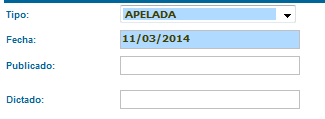 Tipo: APELADA
Fecha: 11/03/2014
Publicado:
Dictado: